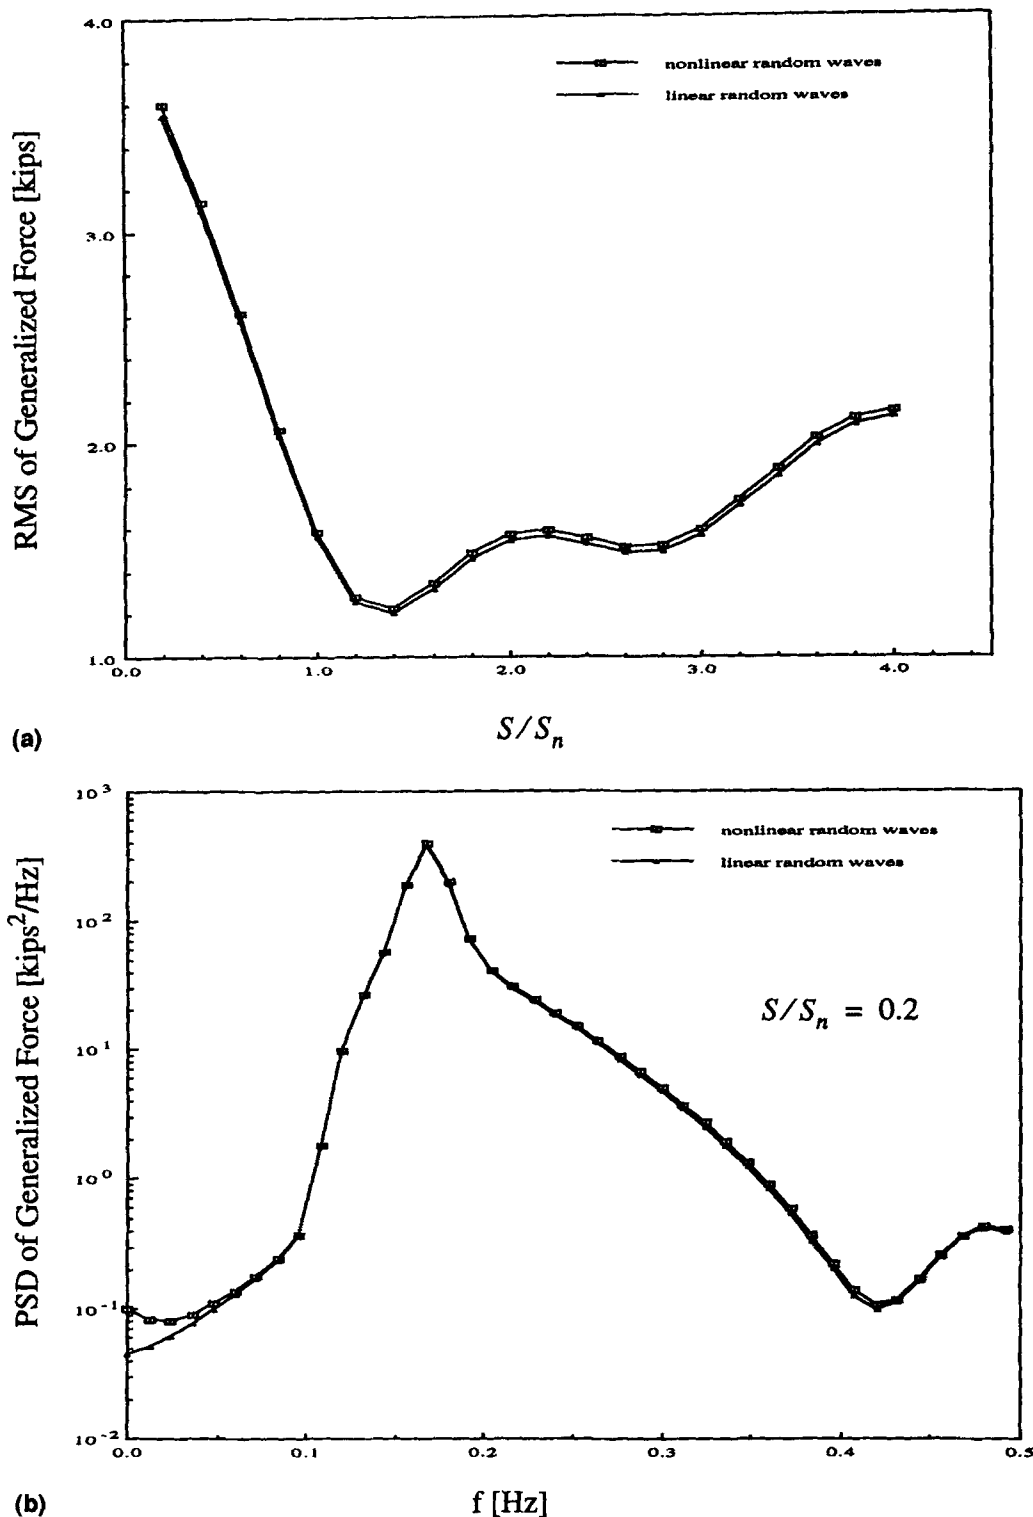 4.0
3.0
2.0
1.0
RMS of Generalized Force [kips]
nonlinear random waves
linear random waves
0.0 1.0 2.0 3.0 4.0
S/Sₙ
(a)
10³
10²
10¹
10⁰
10⁻¹
10⁻²
PSD of Generalized Force [kips²/Hz]
nonlinear random waves
linear random waves
S/Sₙ = 0.2
0.0 0.1 0.2 0.3 0.4 0.5
f [Hz]
(b)